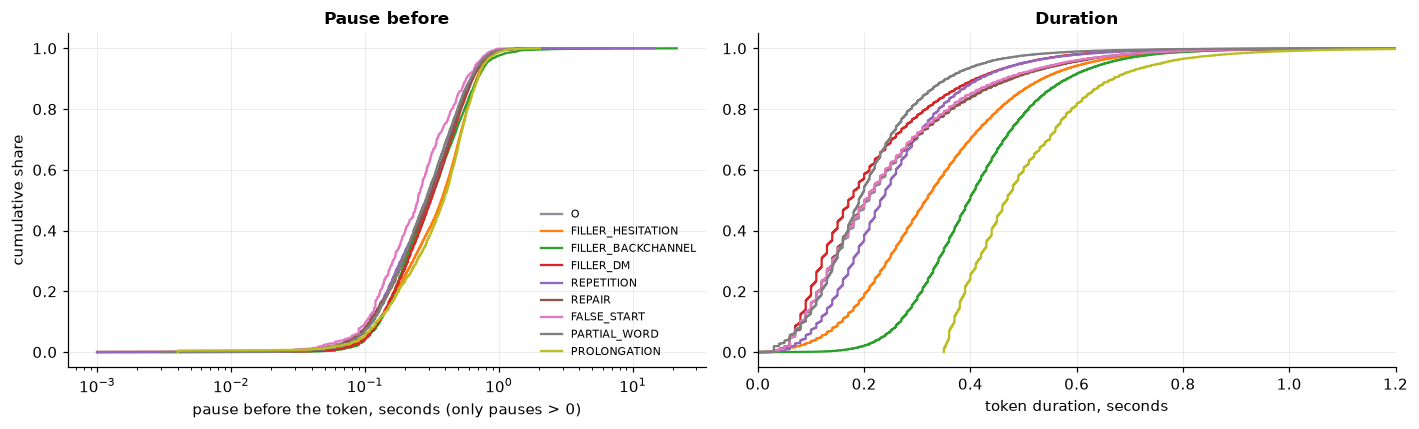 Pause before
cumulative share
1.0
0.8
0.6
0.4
0.2
0.0
O
FILLER_HESITATION
FILLER_BACKCHANNEL
FILLER_DM
REPETITION
REPAIR
FALSE_START
PARTIAL_WORD
PROLONGATION
10⁻³
10⁻²
10⁻¹
10⁰
10¹
pause before the token, seconds (only pauses > 0)
Duration
1.0
0.8
0.6
0.4
0.2
0.0
0.0
0.2
0.4
0.6
0.8
1.0
1.2
token duration, seconds